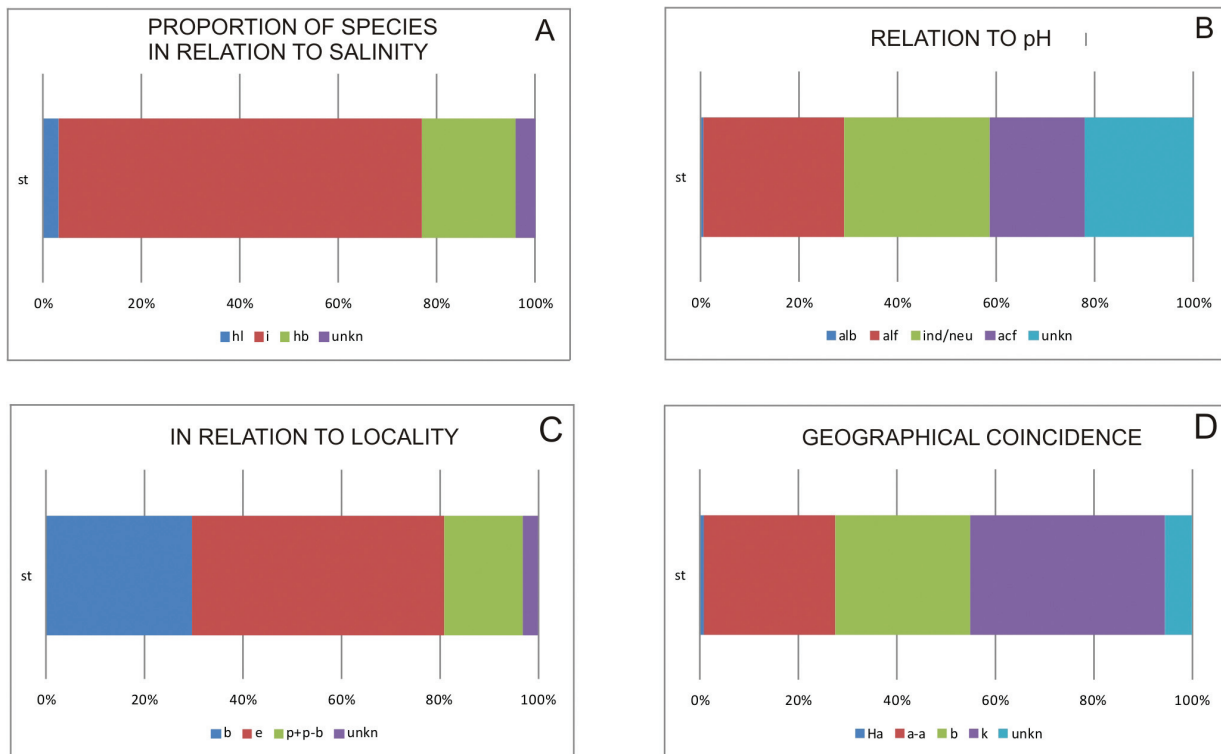 PROPORTION OF SPECIES
IN RELATION TO SALINITY
A
st
0% 20% 40% 60% 80% 100%
hl i hb unkn
RELATION TO pH
B
st
0% 20% 40% 60% 80% 100%
alb alf ind/neu acf unkn
IN RELATION TO LOCALITY
C
st
0% 20% 40% 60% 80% 100%
b e p+p-b unkn
GEOGRAPHICAL COINCIDENCE
D
st
0% 20% 40% 60% 80% 100%
Ha a-a b k unkn